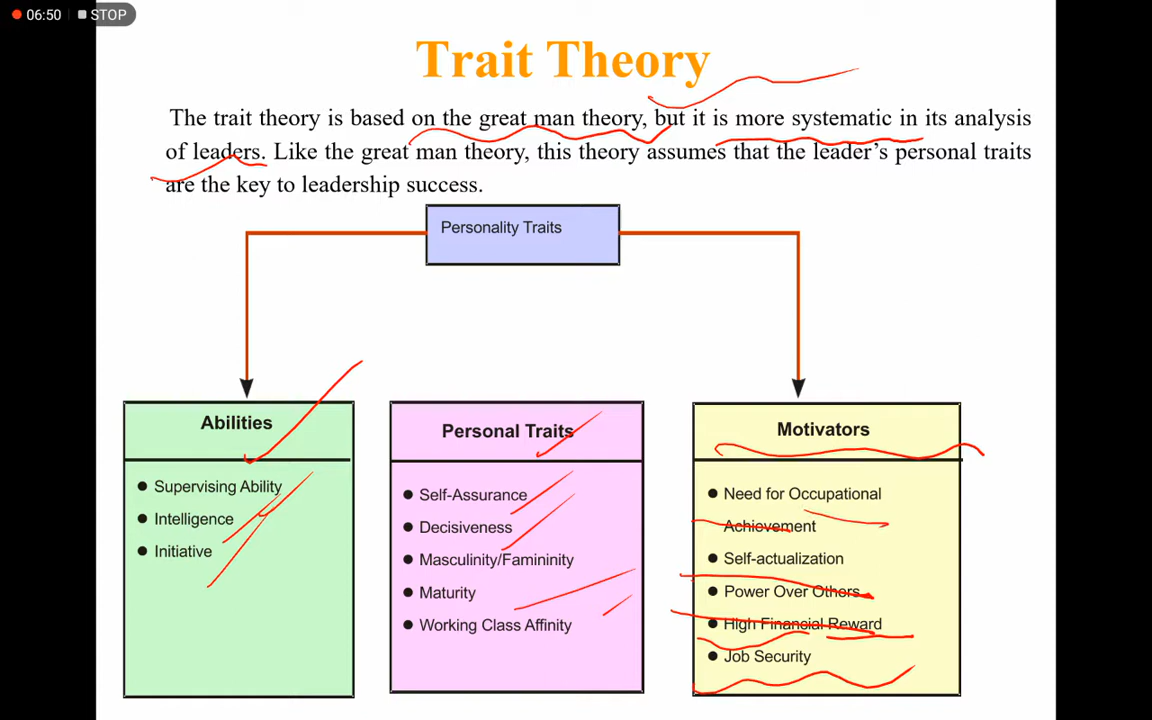 06:50 STOP
Trait Theory
The trait theory is based on the great man theory, but it is more systematic in its analysis
of leaders. Like the great man theory, this theory assumes that the leader's personal traits
are the key to leadership success.
Personality Traits
Abilities
● Supervising Ability
● Intelligence
● Initiative
Personal Traits
● Self-Assurance
● Decisiveness
● Masculinity/Famininity
● Maturity
● Working Class Affinity
Motivators
● Need for Occupational
Achievement
● Self-actualization
● Power Over Others
● High Financial Reward
● Job Security